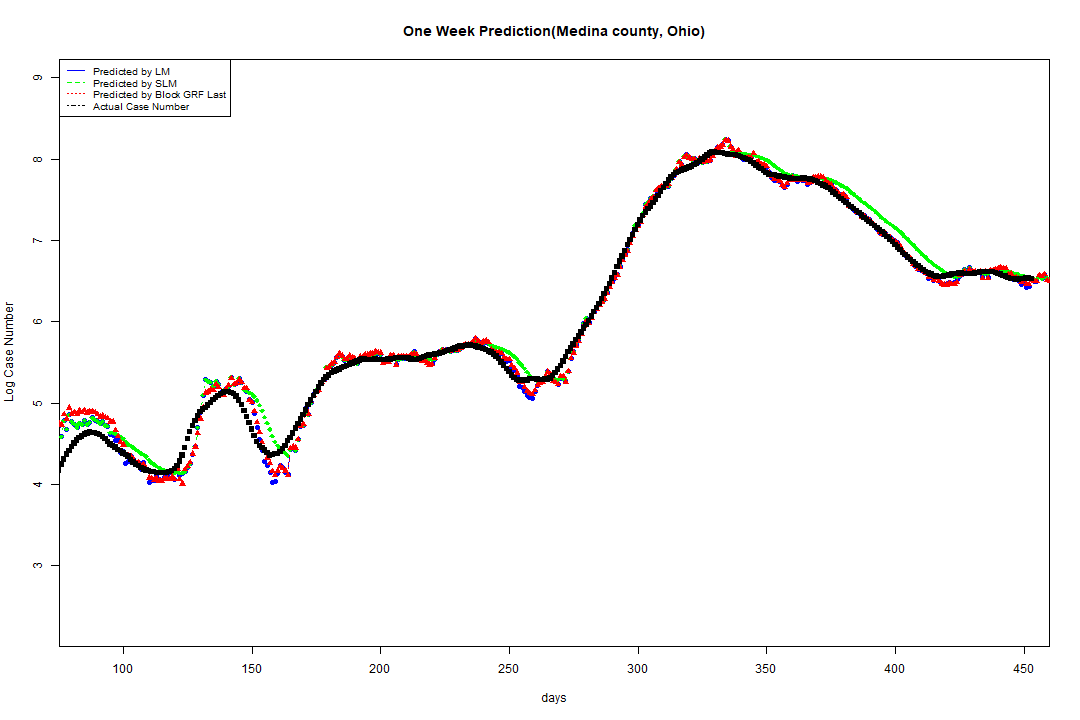 One Week Prediction(Medina county, Ohio)
Predicted by LM
Predicted by SLM
Predicted by Block GRF Last
Actual Case Number
9
8
7
6
5
4
3
Log Case Number
100 150 200 250 300 350 400 450
days